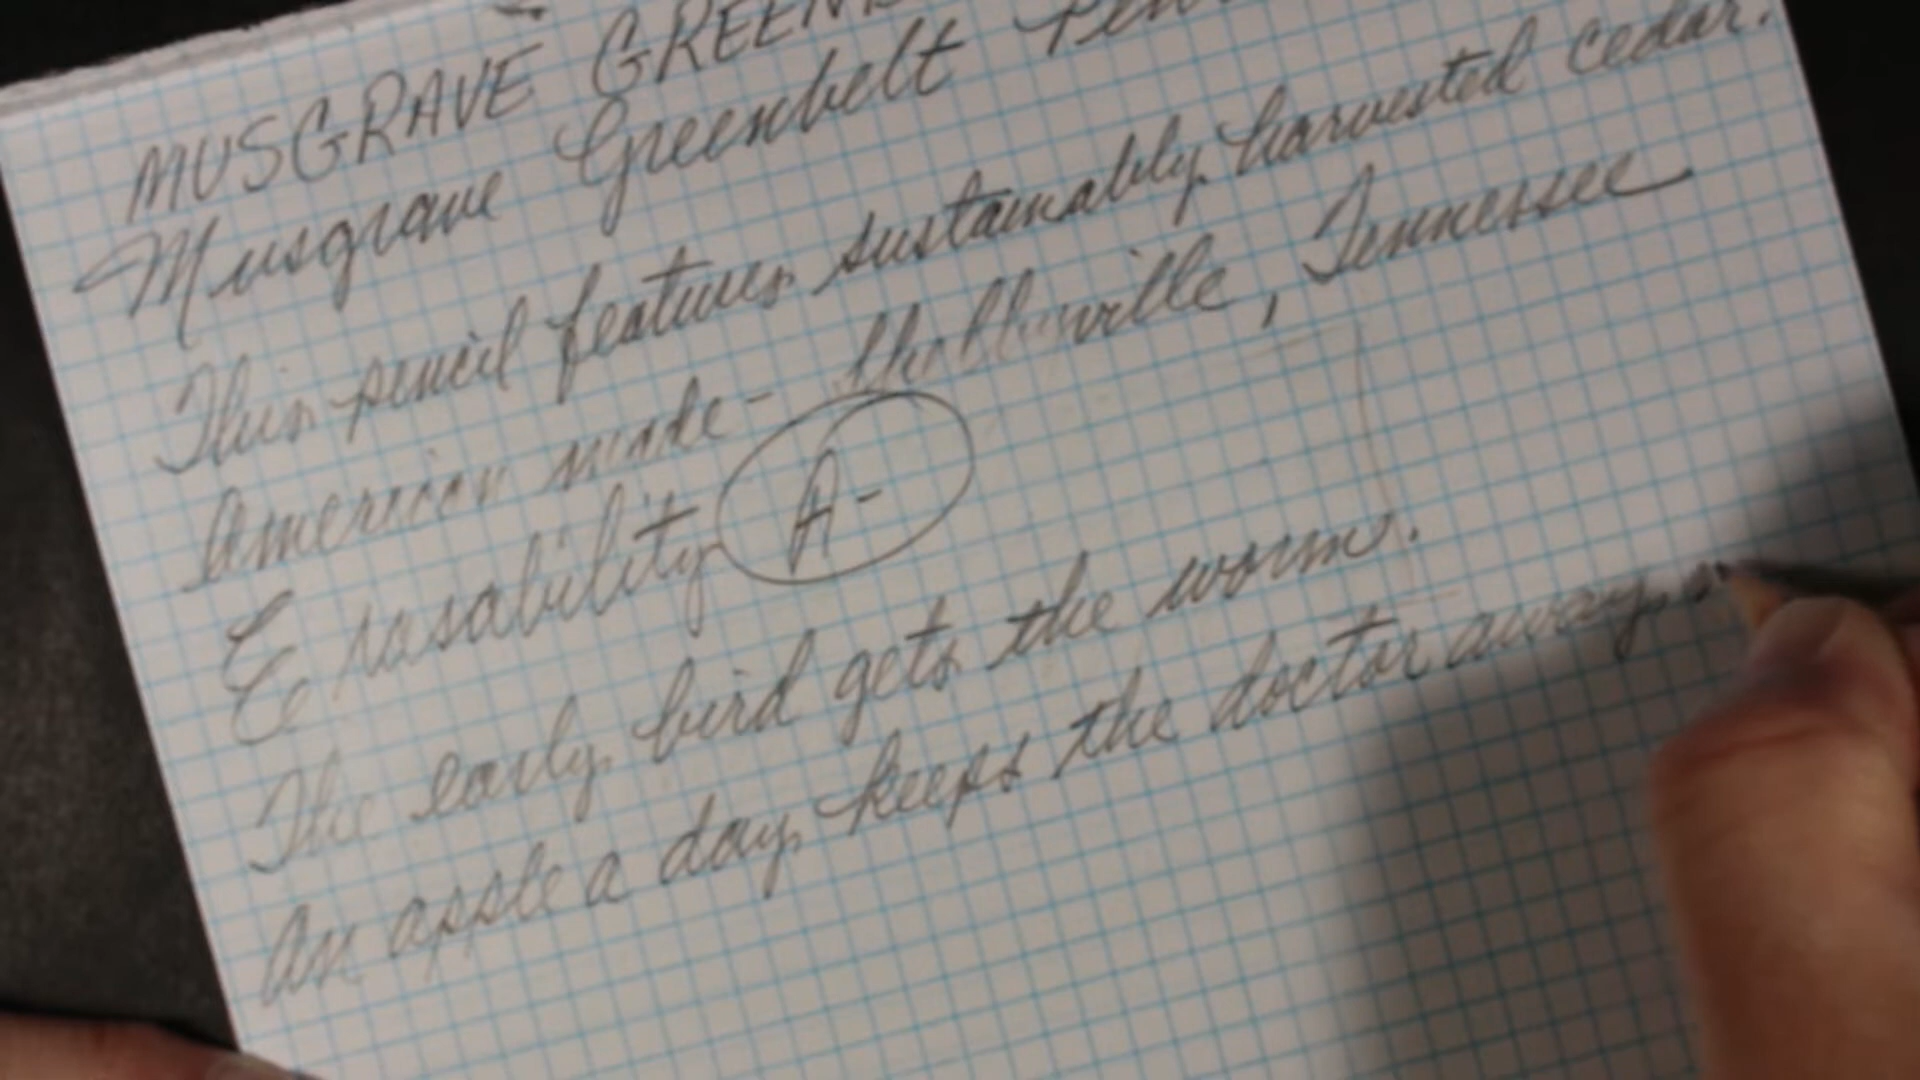 MUSGRAVE
Musgrave Greenbelt
This pencil features sustainably harvested cedar.
American made - Shelbyville, Tennessee
Erasability A-
E
The early bird gets the worm.
An apple a day keeps the doctor away,